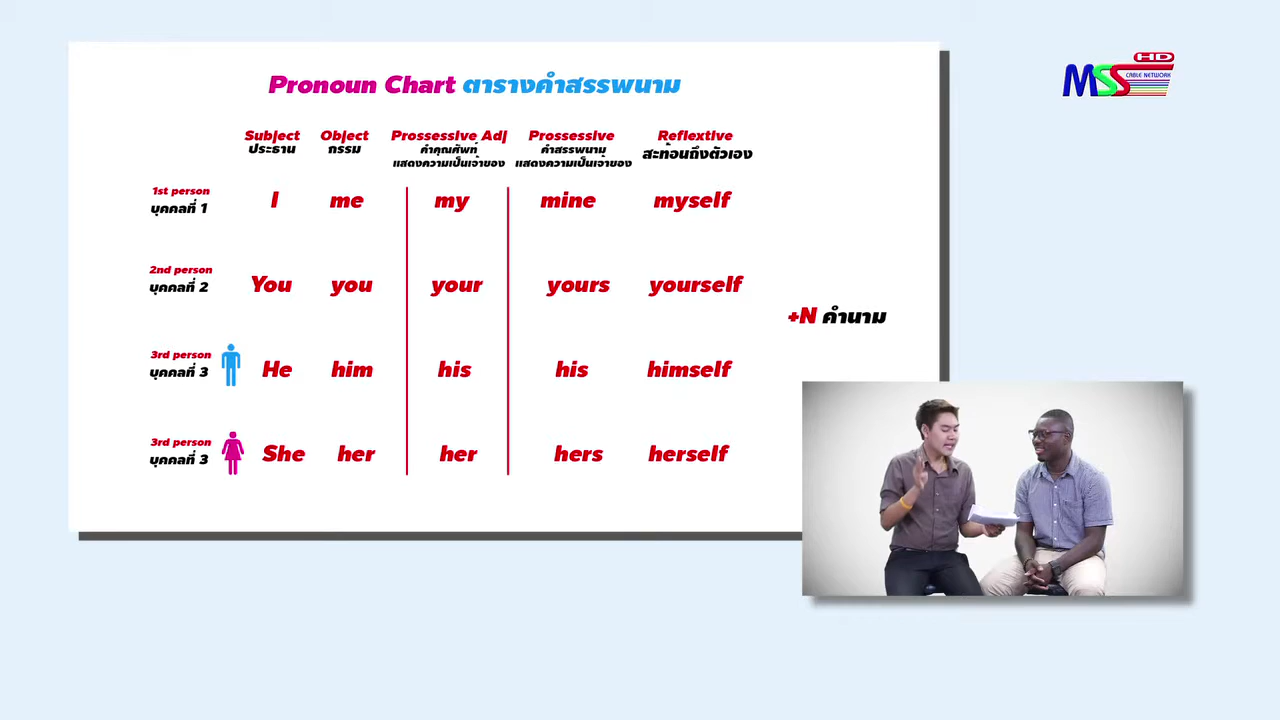 Pronoun Chart ตารางคำสรรพนาม
HD
MSS CABLE NETWORK
Subject Object Prossessive Adj Prossessive Reflextive
ประธาน กรรม คำคุณศัพท์ คำสรรพนาม สะท้อนถึงตัวเอง
แสดงความเป็นเจ้าของ แสดงความเป็นเจ้าของ
1st person
บุคคลที่ 1 I me my mine myself
2nd person
บุคคลที่ 2 You you your yours yourself
+N คำนาม
3rd person
บุคคลที่ 3 He him his his himself
3rd person
บุคคลที่ 3 She her her hers herself